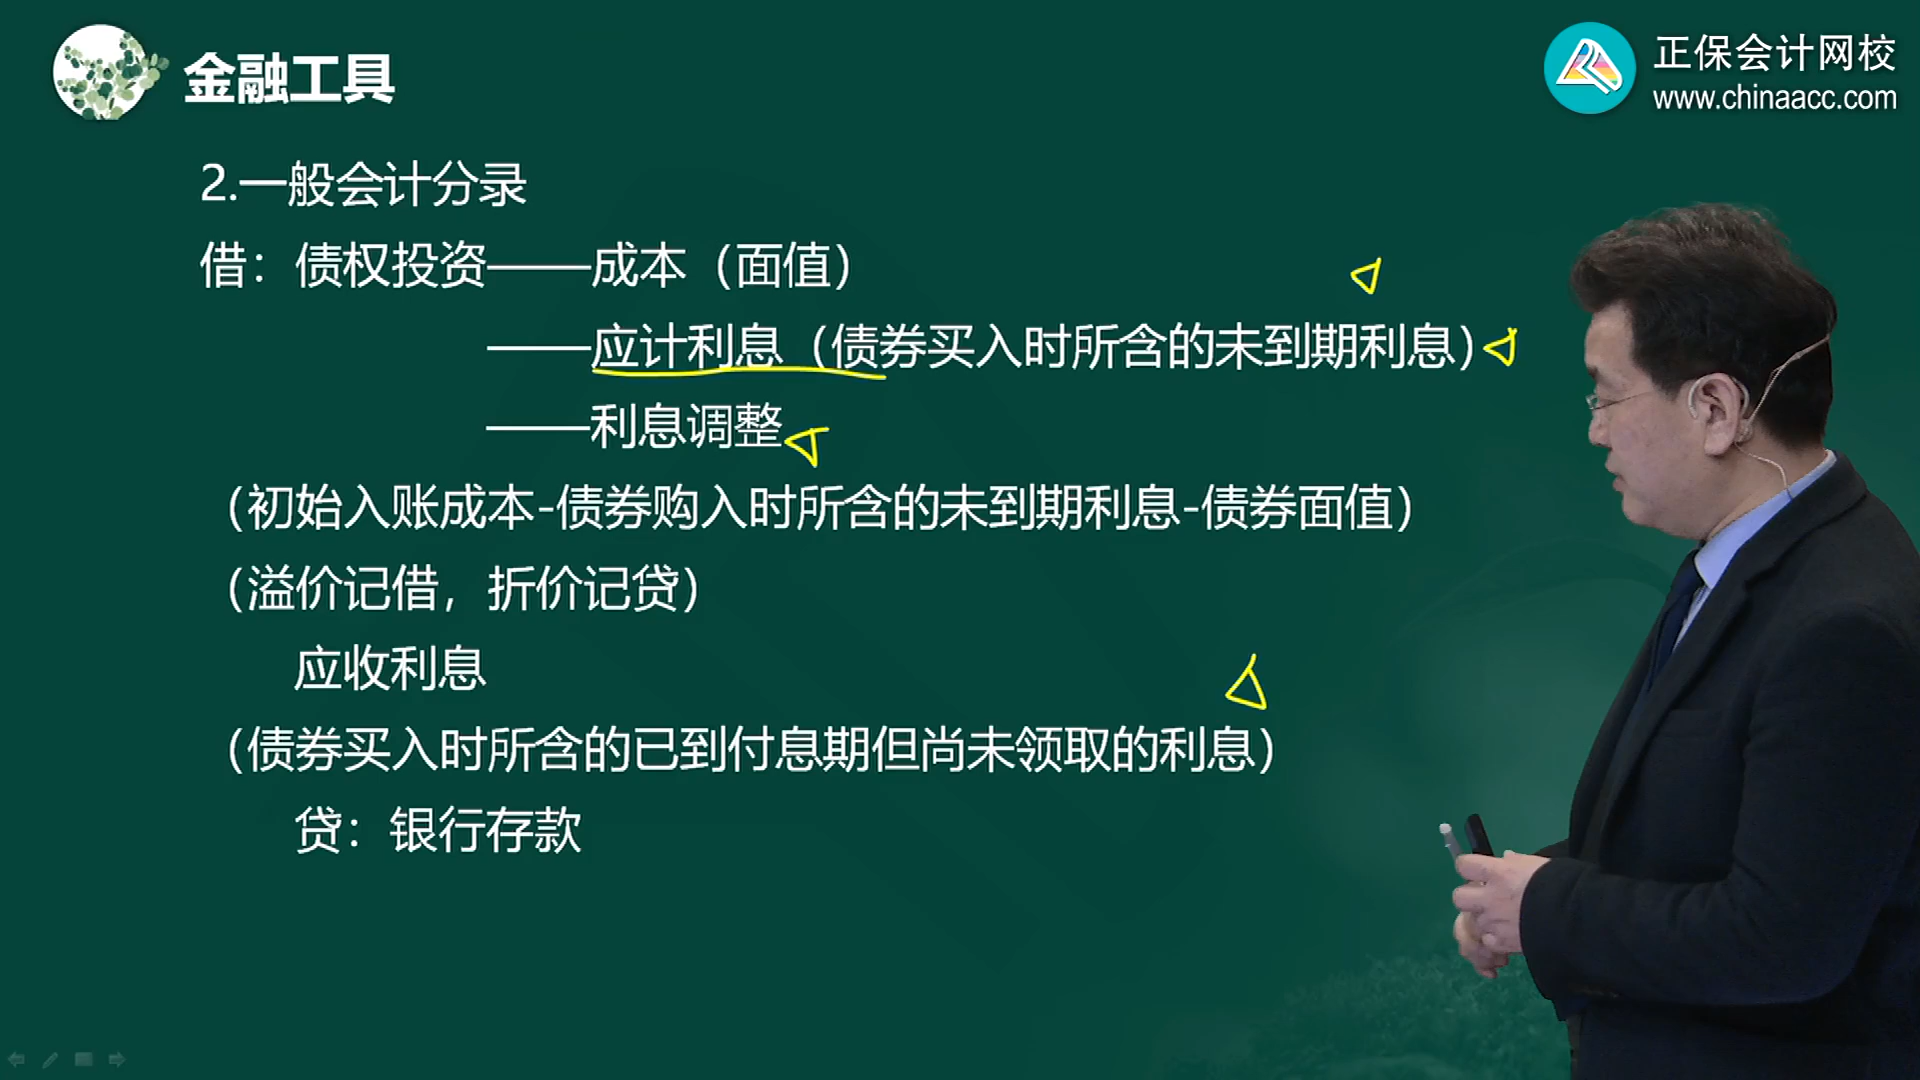 金融工具
正保会计网校
www.chinaacc.com
2.一般会计分录
借：债权投资——成本（面值）
——应计利息（债券买入时所含的未到期利息）
——利息调整
（初始入账成本-债券购入时所含的未到期利息-债券面值）
（溢价记借，折价记贷）
应收利息
（债券买入时所含的已到付息期但尚未领取的利息）
贷：银行存款